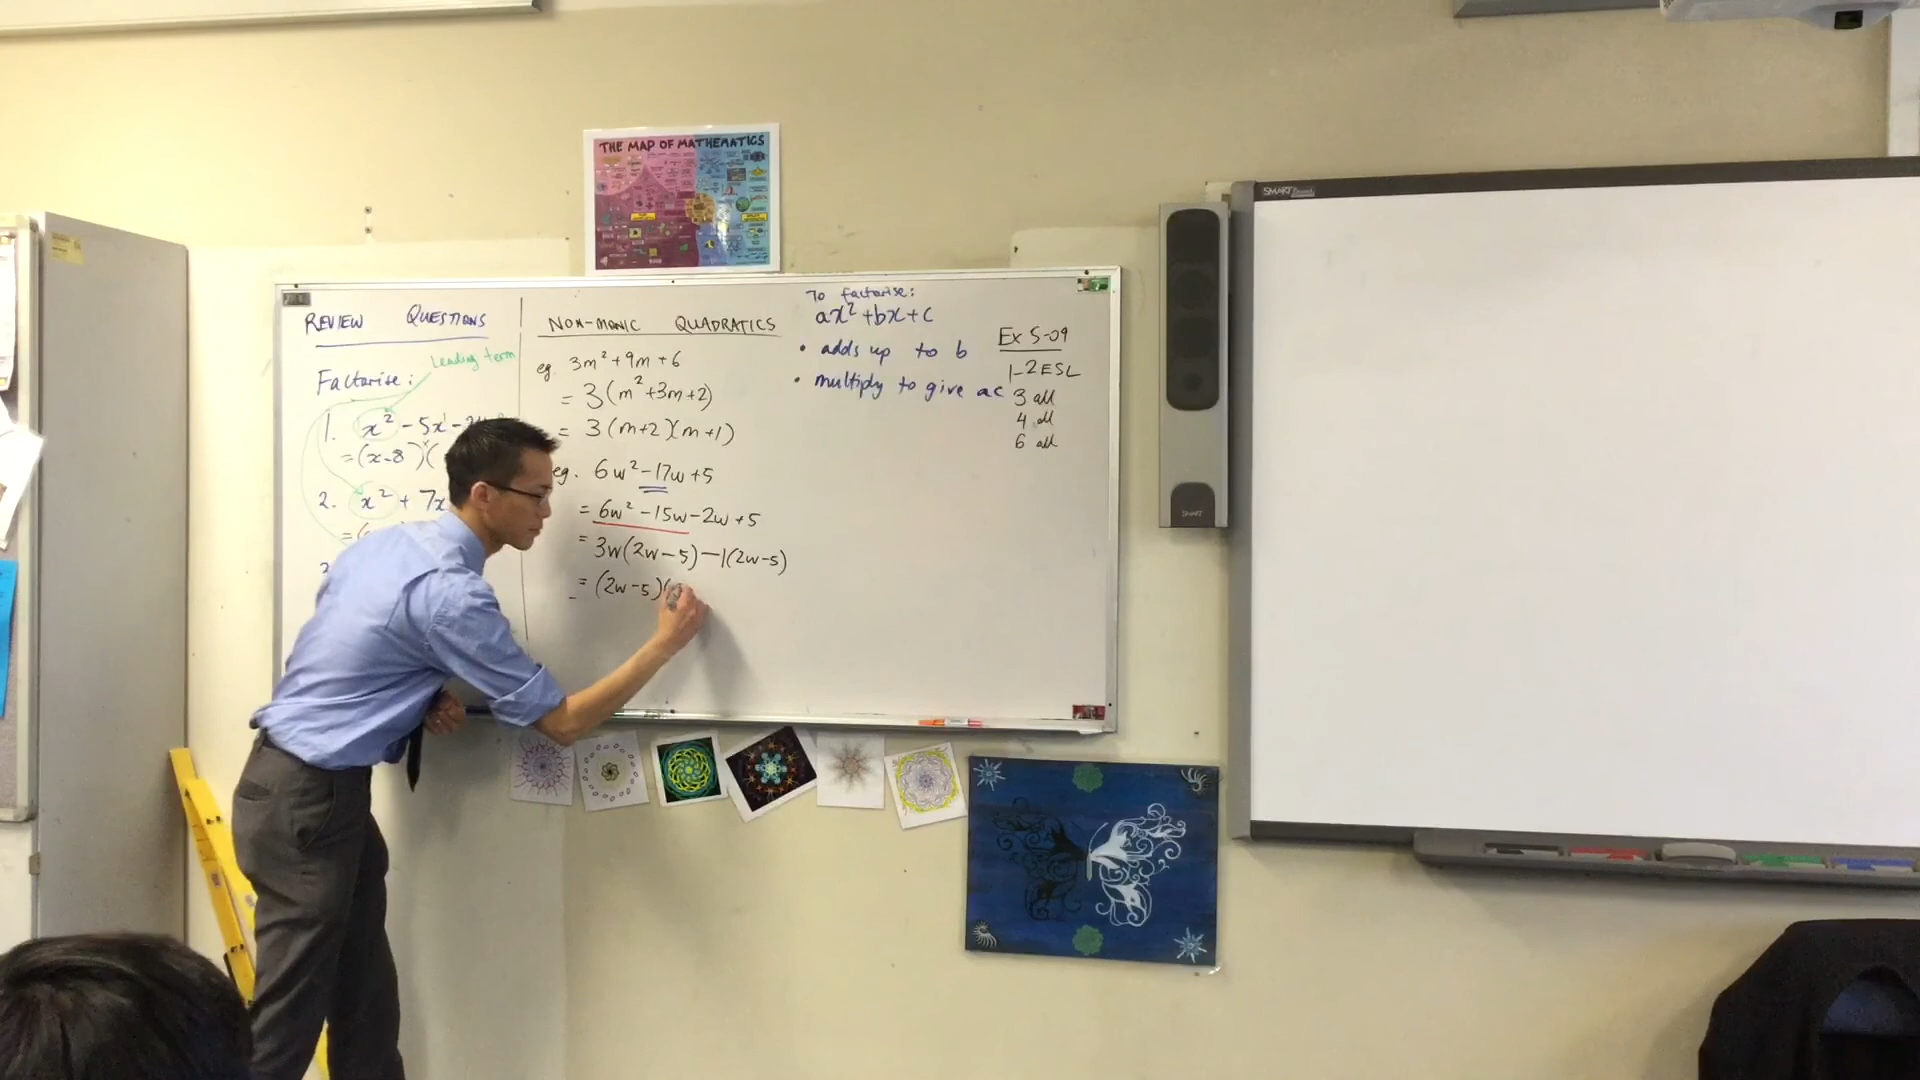 THE MAP OF MATHEMATICS
REVIEW QUESTIONS
Leading term
Factorise:
1. x² - 5x -
= (x-8)(
2. x² + 7x
NON-MONIC QUADRATICS
eg. 3m² + 9m + 6
= 3(m² + 3m + 2)
= 3(m+2)(m+1)
eg. 6w² - 17w + 5
= 6w² - 15w - 2w + 5
= 3w(2w - 5) - 1(2w - 5)
= (2w - 5)(
To factorise:
ax² + bx + c
• adds up to b
• multiply to give ac
Ex 5-09
1-2 ESL
3 all
4 all
6 all
SMART Board
SMART